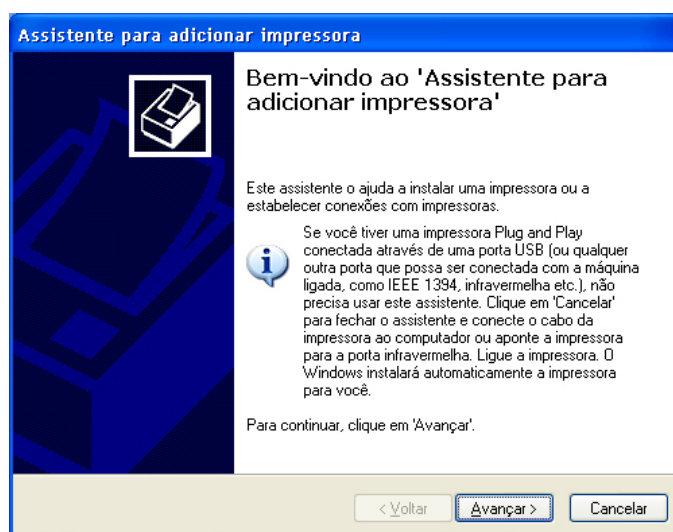 Assistente para adicionar impressora
Bem-vindo ao 'Assistente para
adicionar impressora'
Este assistente o ajuda a instalar uma impressora ou a
estabelecer conexões com impressoras.
Se você tiver uma impressora Plug and Play
conectada através de uma porta USB (ou qualquer
outra porta que possa ser conectada com a máquina
ligada, como IEEE 1394, infravermelha etc.), não
precisa usar este assistente. Clique em 'Cancelar'
para fechar o assistente e conecte o cabo da
impressora ao computador ou aponte a impressora
para a porta infravermelha. Ligue a impressora. O
Windows instalará automaticamente a impressora
para você.
Para continuar, clique em 'Avançar'.
< Voltar Avançar > Cancelar